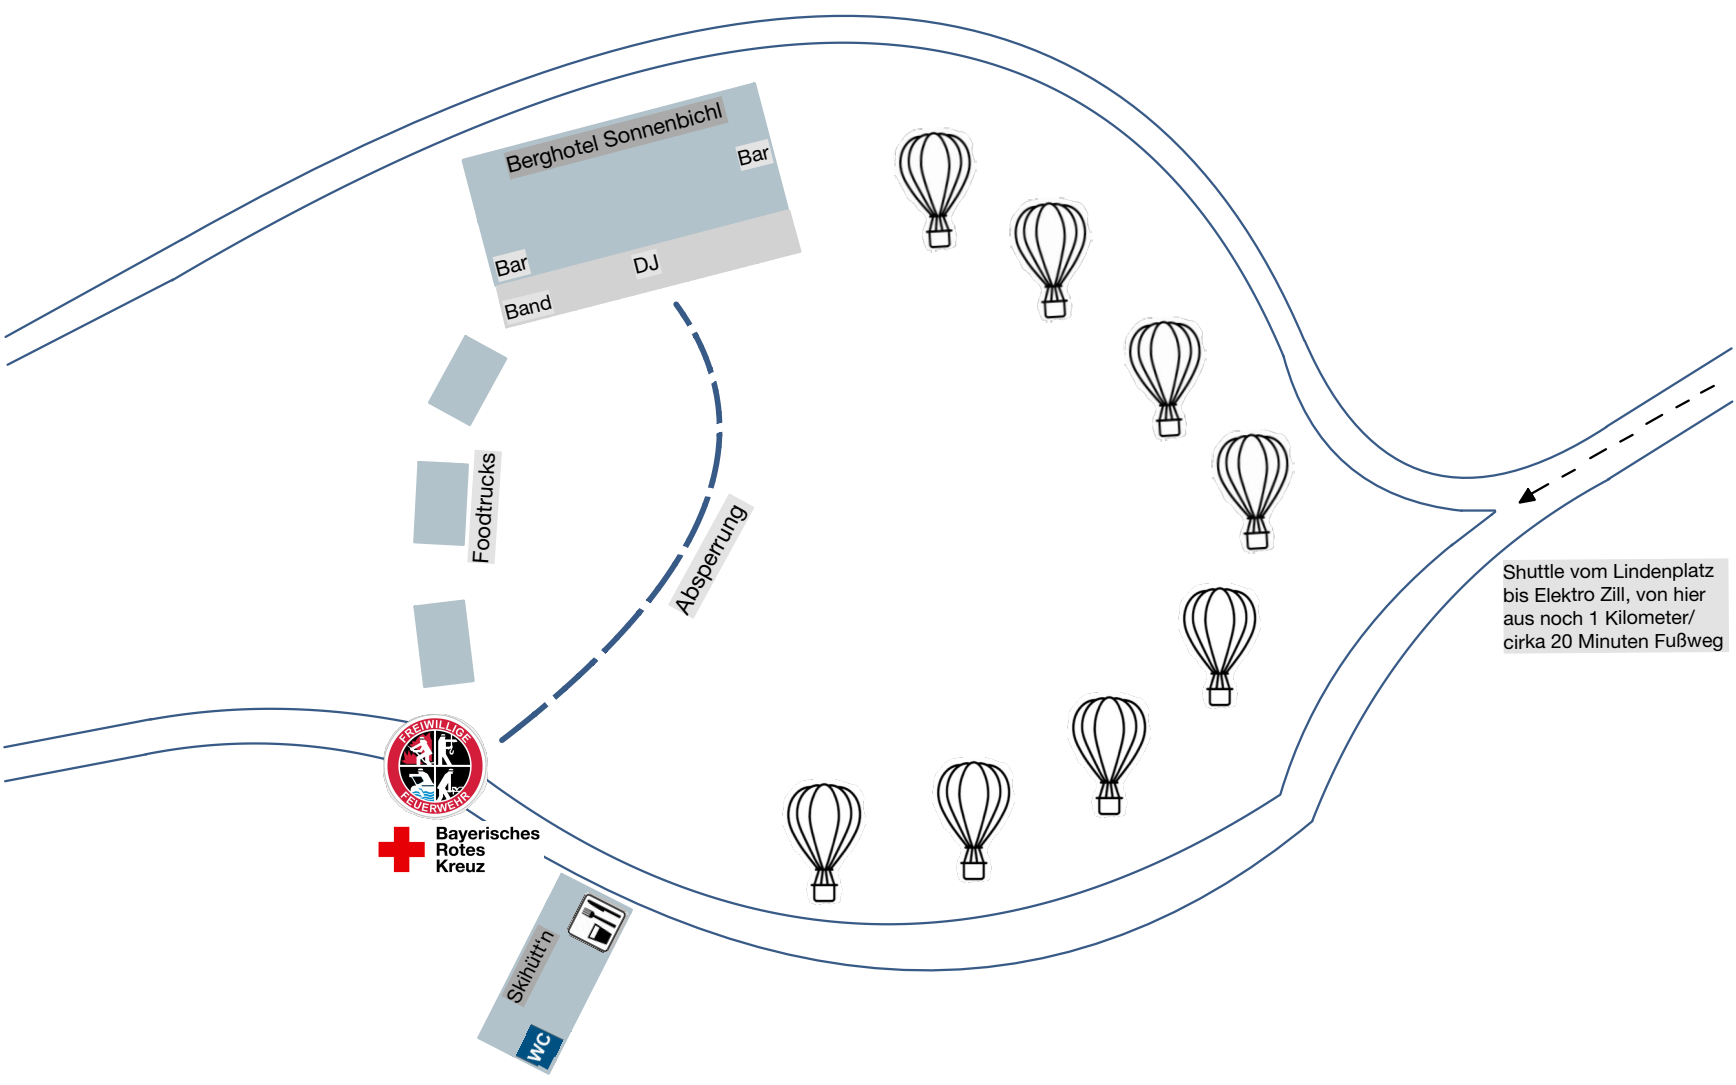 Berghotel Sonnenbichl
Bar
Bar
DJ
Band
Foodtrucks
Absperrung
Shuttle vom Lindenplatz
bis Elektro Zill, von hier
aus noch 1 Kilometer/
cirka 20 Minuten Fußweg
FREIWILLIGE
FEUERWEHR
Bayerisches
Rotes
Kreuz
Skihütt'n
WC